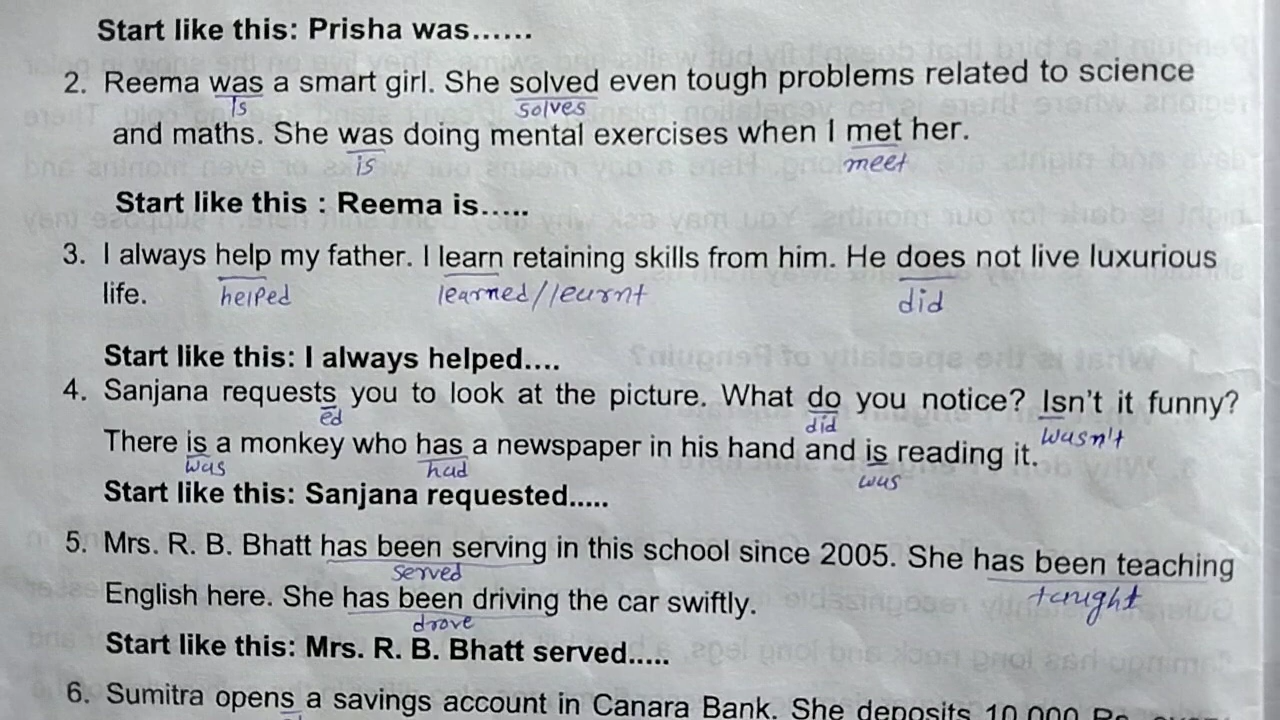 Start like this: Prisha was......
2. Reema was a smart girl. She solved even tough problems related to science
Is solves
and maths. She was doing mental exercises when I met her.
is meet
Start like this : Reema is.....
3. I always help my father. I learn retaining skills from him. He does not live luxurious
life. helped learned//leurnt did
Start like this: I always helped....
4. Sanjana requests you to look at the picture. What do you notice? Isn't it funny?
ed did wasn't
There is a monkey who has a newspaper in his hand and is reading it.
was had was
Start like this: Sanjana requested.....
5. Mrs. R. B. Bhatt has been serving in this school since 2005. She has been teaching
served taught
English here. She has been driving the car swiftly.
drove
Start like this: Mrs. R. B. Bhatt served.....
6. Sumitra opens a savings account in Canara Bank. She deposits 10,000